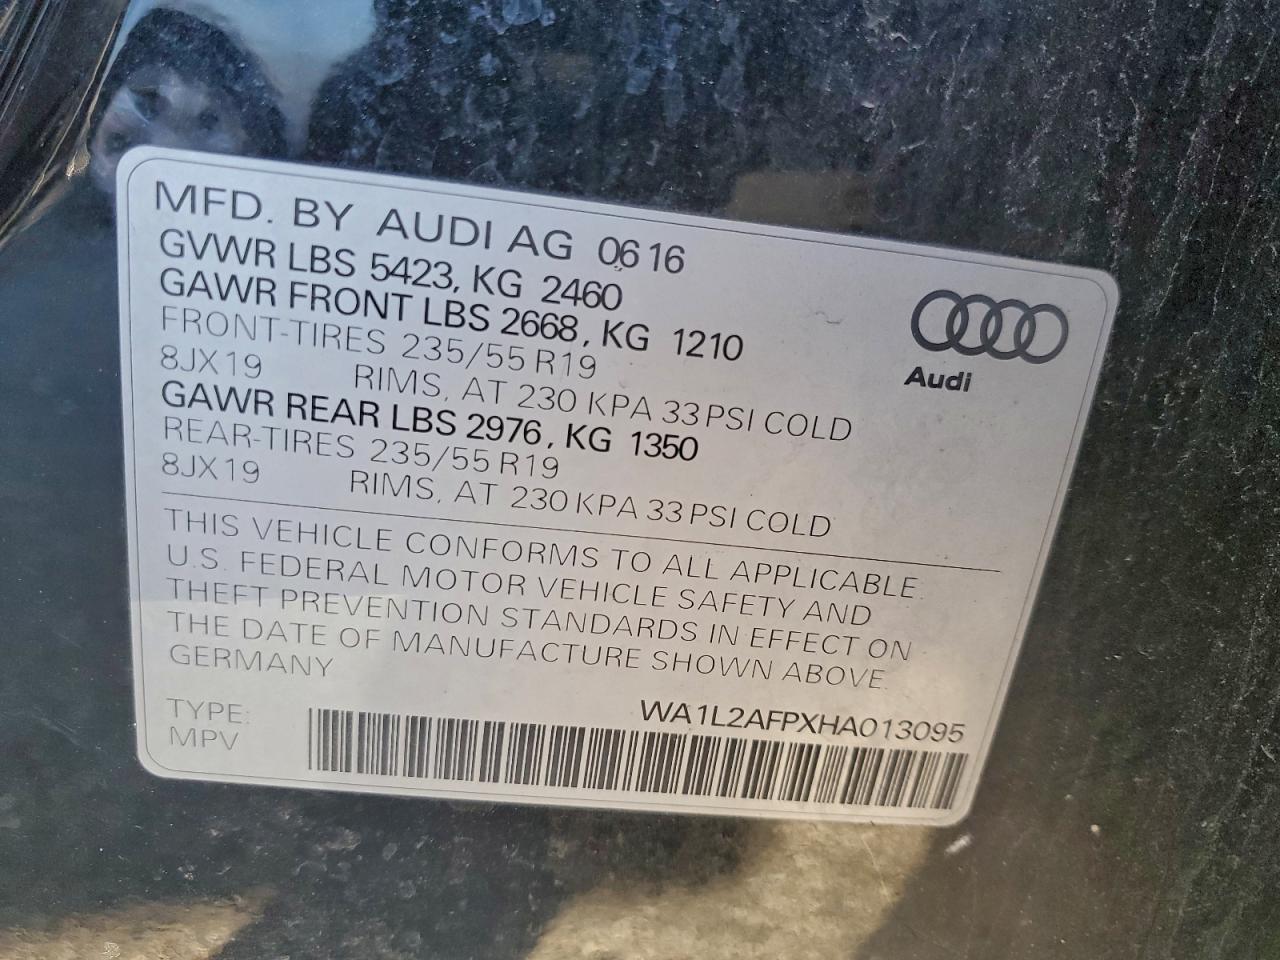 MFD. BY AUDI AG 06 16
GVWR LBS 5423, KG 2460
GAWR FRONT LBS 2668, KG 1210
FRONT-TIRES 235/55 R19
8JX19 RIMS, AT 230 KPA 33 PSI COLD
GAWR REAR LBS 2976, KG 1350
REAR-TIRES 235/55 R19
8JX19 RIMS, AT 230 KPA 33 PSI COLD
Audi
THIS VEHICLE CONFORMS TO ALL APPLICABLE
U.S. FEDERAL MOTOR VEHICLE SAFETY AND
THEFT PREVENTION STANDARDS IN EFFECT ON
THE DATE OF MANUFACTURE SHOWN ABOVE.
GERMANY
WA1L2AFPXHA013095
TYPE:
MPV